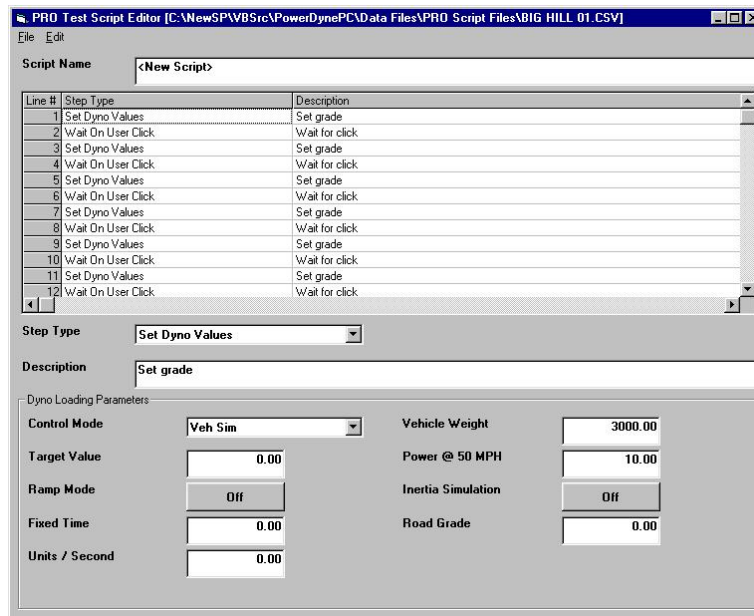 PRO Test Script Editor [C:\NewSP\VBSrc\PowerDynePC\Data Files\PRO Script Files\BIG HILL 01.CSV]
File Edit
Script Name <New Script>
Line # Step Type Description
1 Set Dyno Values Set grade
2 Wait On User Click Wait for click
3 Set Dyno Values Set grade
4 Wait On User Click Wait for click
5 Set Dyno Values Set grade
6 Wait On User Click Wait for click
7 Set Dyno Values Set grade
8 Wait On User Click Wait for click
9 Set Dyno Values Set grade
10 Wait On User Click Wait for click
11 Set Dyno Values Set grade
12 Wait On User Click Wait for click
Step Type Set Dyno Values
Description Set grade
Dyno Loading Parameters
Control Mode Veh Sim Vehicle Weight 3000.00
Target Value 0.00 Power @ 50 MPH 10.00
Ramp Mode Off Inertia Simulation Off
Fixed Time 0.00 Road Grade 0.00
Units / Second 0.00